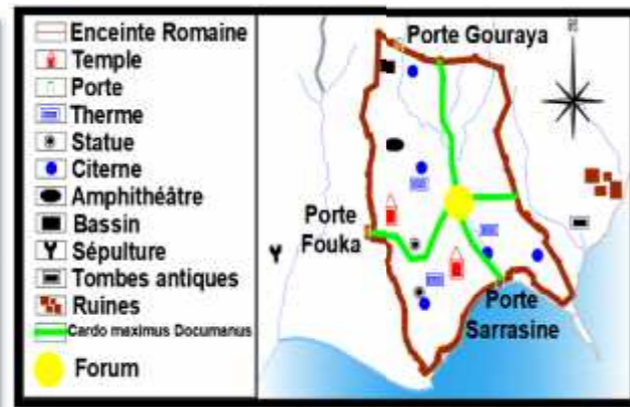 Enceinte Romaine
Temple
Porte
Therme
Statue
Citerne
Amphithéâtre
Bassin
Sépulture
Tombes antiques
Ruines
Cardo maximus Documanus
Forum
Porte Gouraya
Porte
Fouka
Porte
Sarrasine